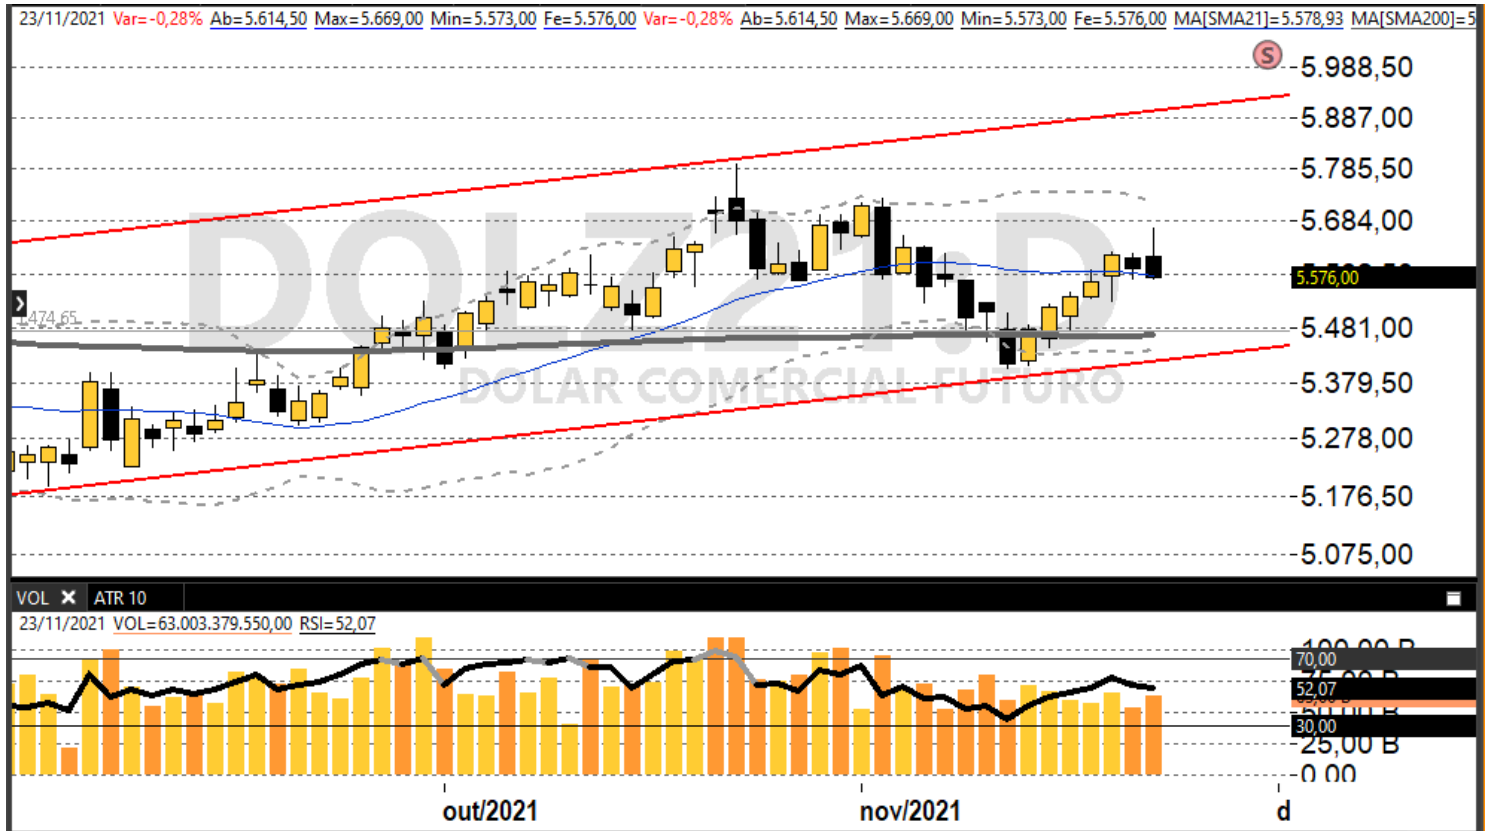 23/11/2021 Var= -0,28% Ab=5.614,50 Max=5.669,00 Min=5.573,00 Fe=5.576,00 Var= -0,28% Ab=5.614,50 Max=5.669,00 Min=5.573,00 Fe=5.576,00 MA[SMA21]=5.578,93 MA[SMA200]=5
S
5.988,50
5.887,00
5.785,50
5.684,00
DOLZ21:D
5.576,00
474,65
5.481,00
DOLAR COMERCIAL FUTURO
5.379,50
5.278,00
5.176,50
5.075,00
VOL ATR 10
23/11/2021 VOL=63.003.379.550,00 RSI=52,07
70,00
52,07
30,00
25,00 B
0,00
out/2021 nov/2021 d